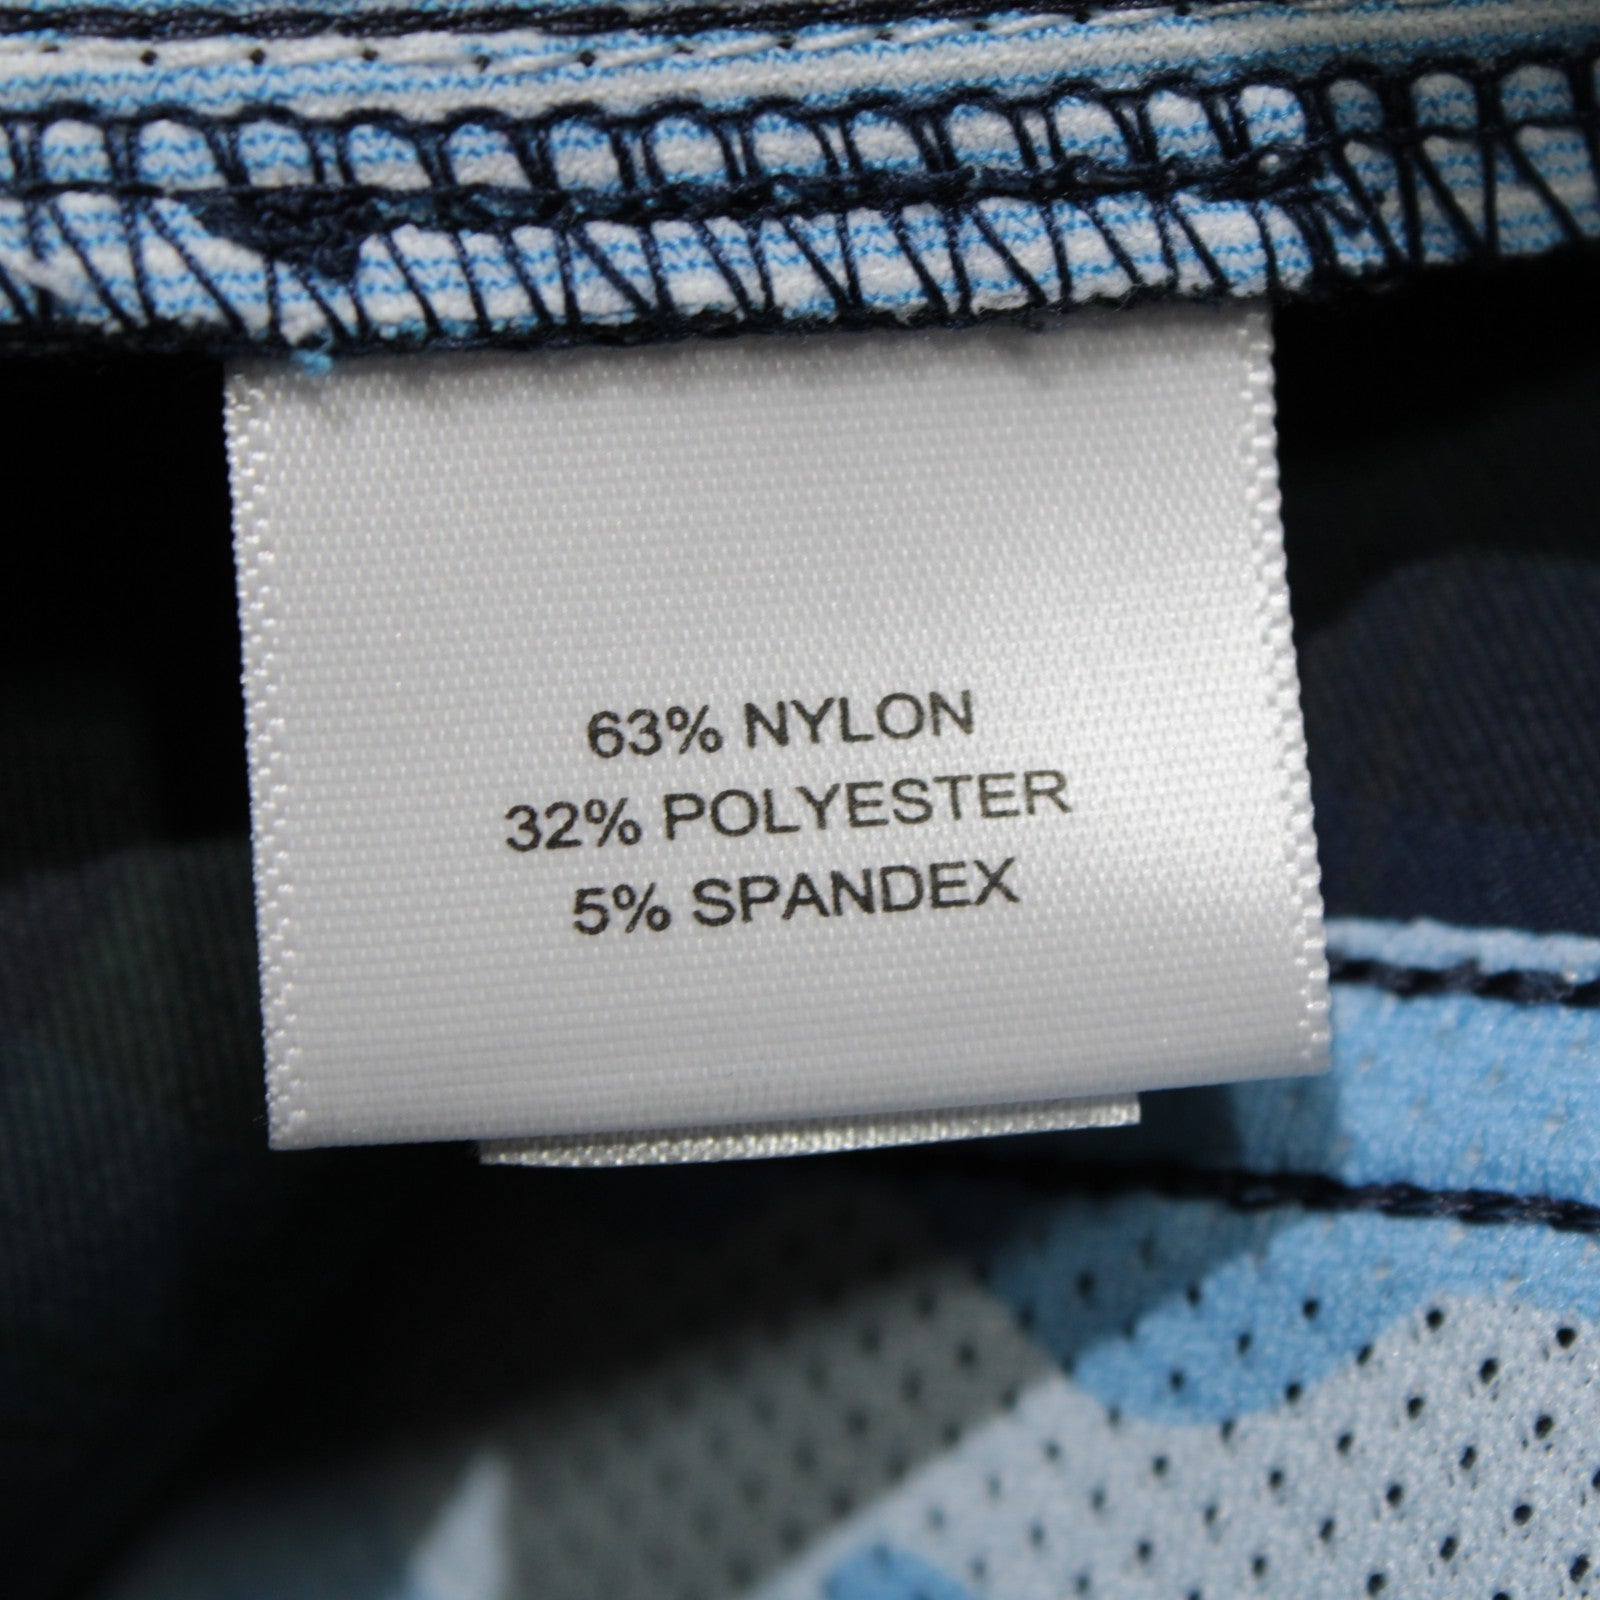 63% NYLON
32% POLYESTER
5% SPANDEX